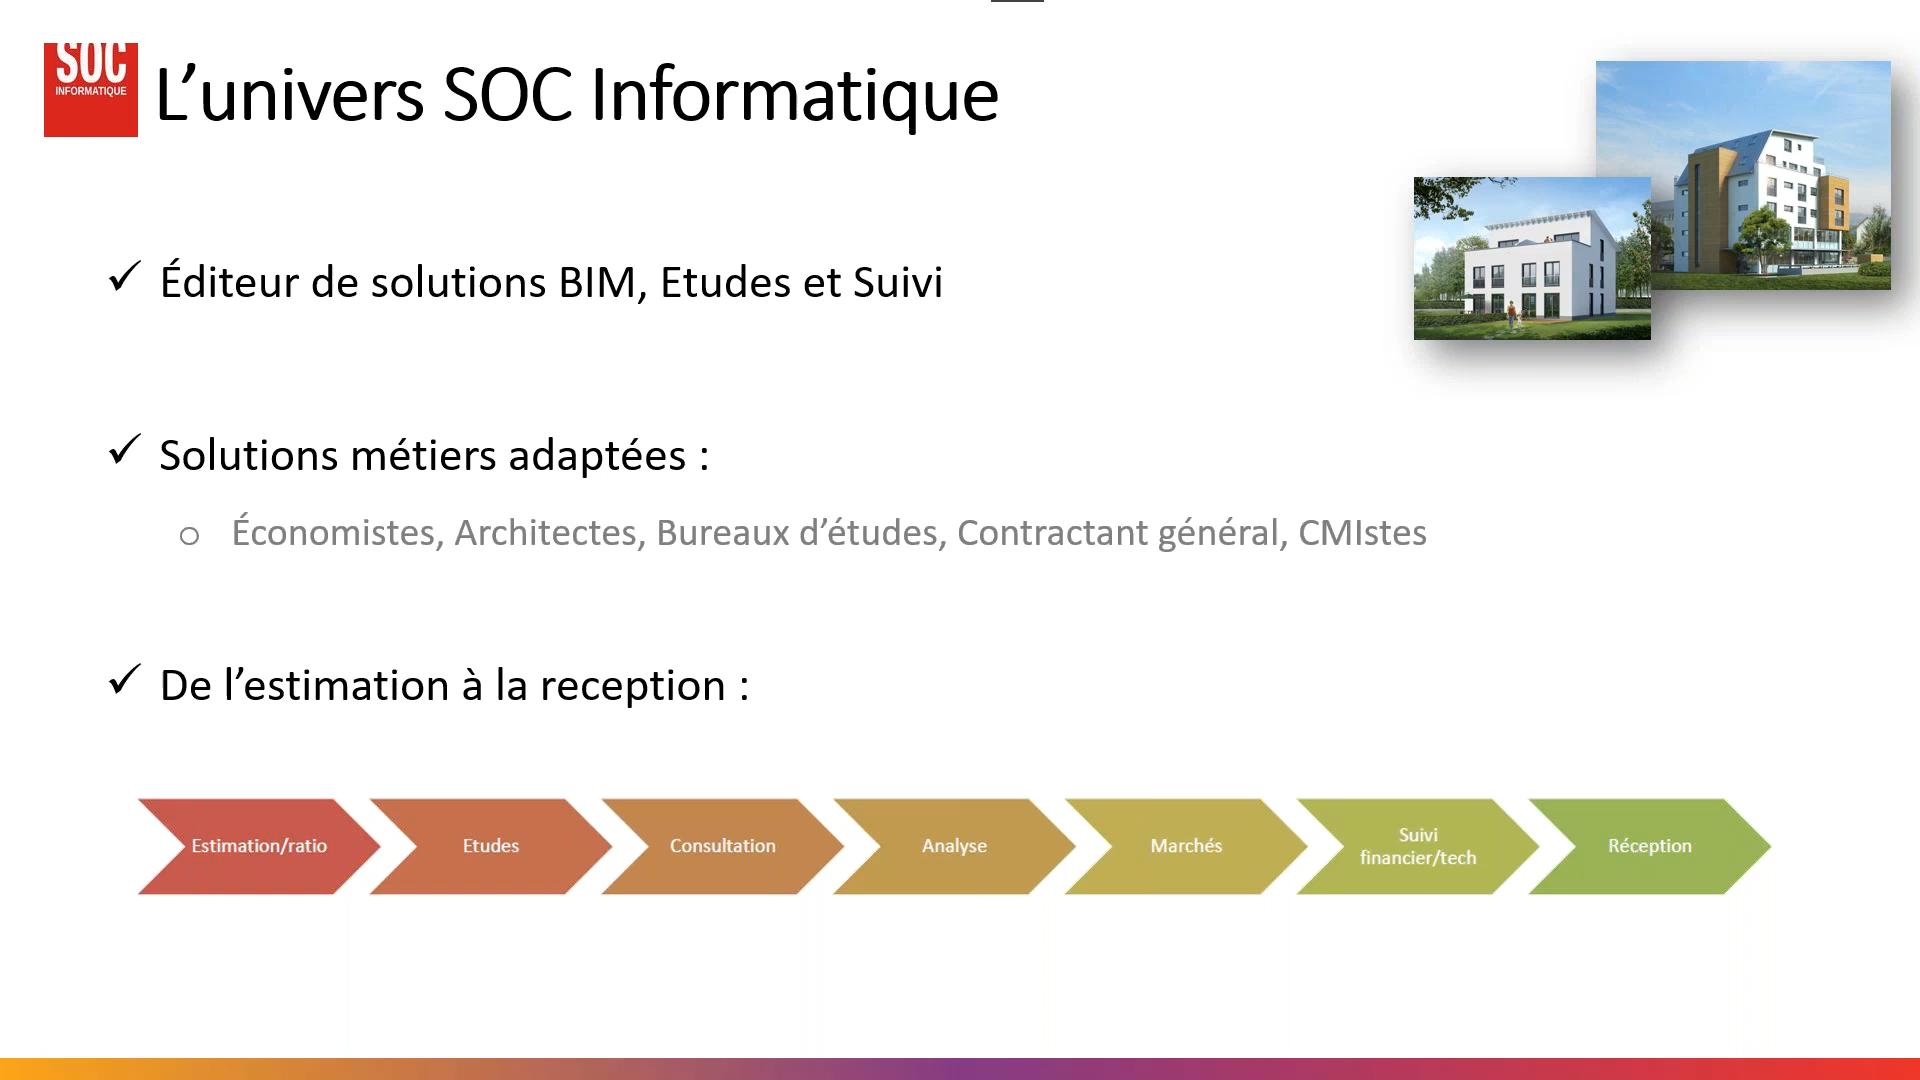 SOC
INFORMATIQUE
L’univers SOC Informatique
Éditeur de solutions BIM, Etudes et Suivi
Solutions métiers adaptées :
Économistes, Architectes, Bureaux d’études, Contractant général, CMIstes
De l’estimation à la reception :
Estimation/ratio
Etudes
Consultation
Analyse
Marchés
Suivi
financier/tech
Réception